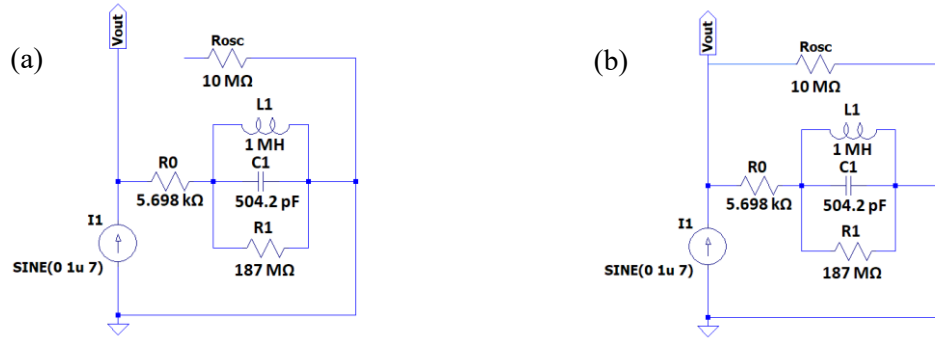 (a)
Vout
Rosc
10 MΩ
L1
1 MH
C1
R0
5.698 kΩ
504.2 pF
I1
R1
SINE(0 1u 7)
187 MΩ
(b)
Vout
Rosc
10 MΩ
L1
1 MH
C1
R0
5.698 kΩ
504.2 pF
I1
R1
SINE(0 1u 7)
187 MΩ